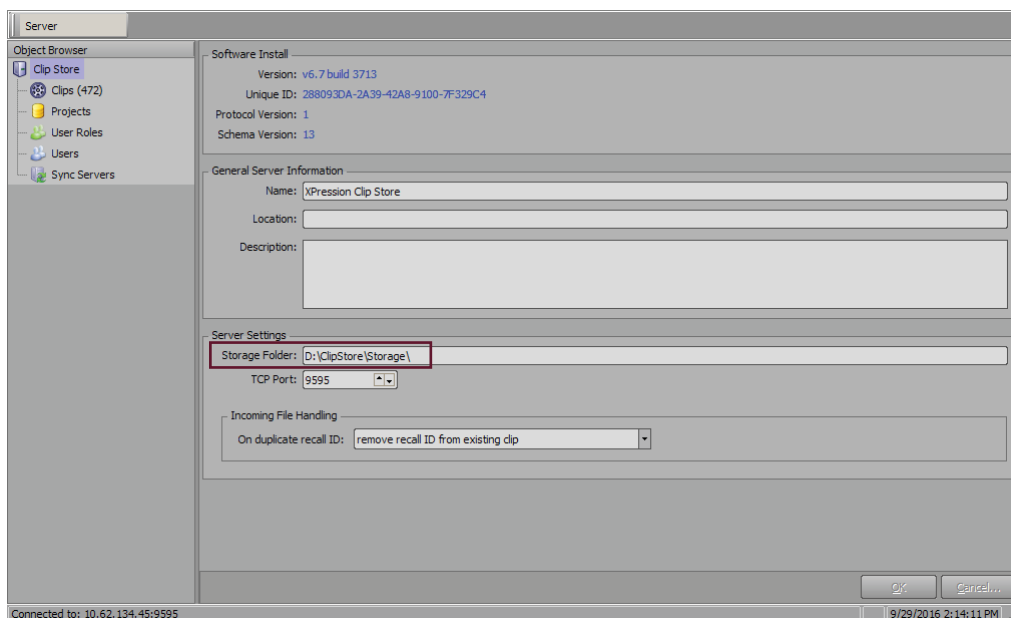 Server
Object Browser
Clip Store
Clips (472)
Projects
User Roles
Users
Sync Servers
Software Install
Version: v6.7 build 3713
Unique ID: 288093DA-2A39-42A8-9100-7F329C4
Protocol Version: 1
Schema Version: 13
General Server Information
Name: XPression Clip Store
Location:
Description:
Server Settings
Storage Folder: D:\ClipStore\Storage\
TCP Port: 9595
Incoming File Handling
On duplicate recall ID: remove recall ID from existing clip
OK Cancel...
Connected to: 10.62.134.45:9595 9/29/2016 2:14:11 PM